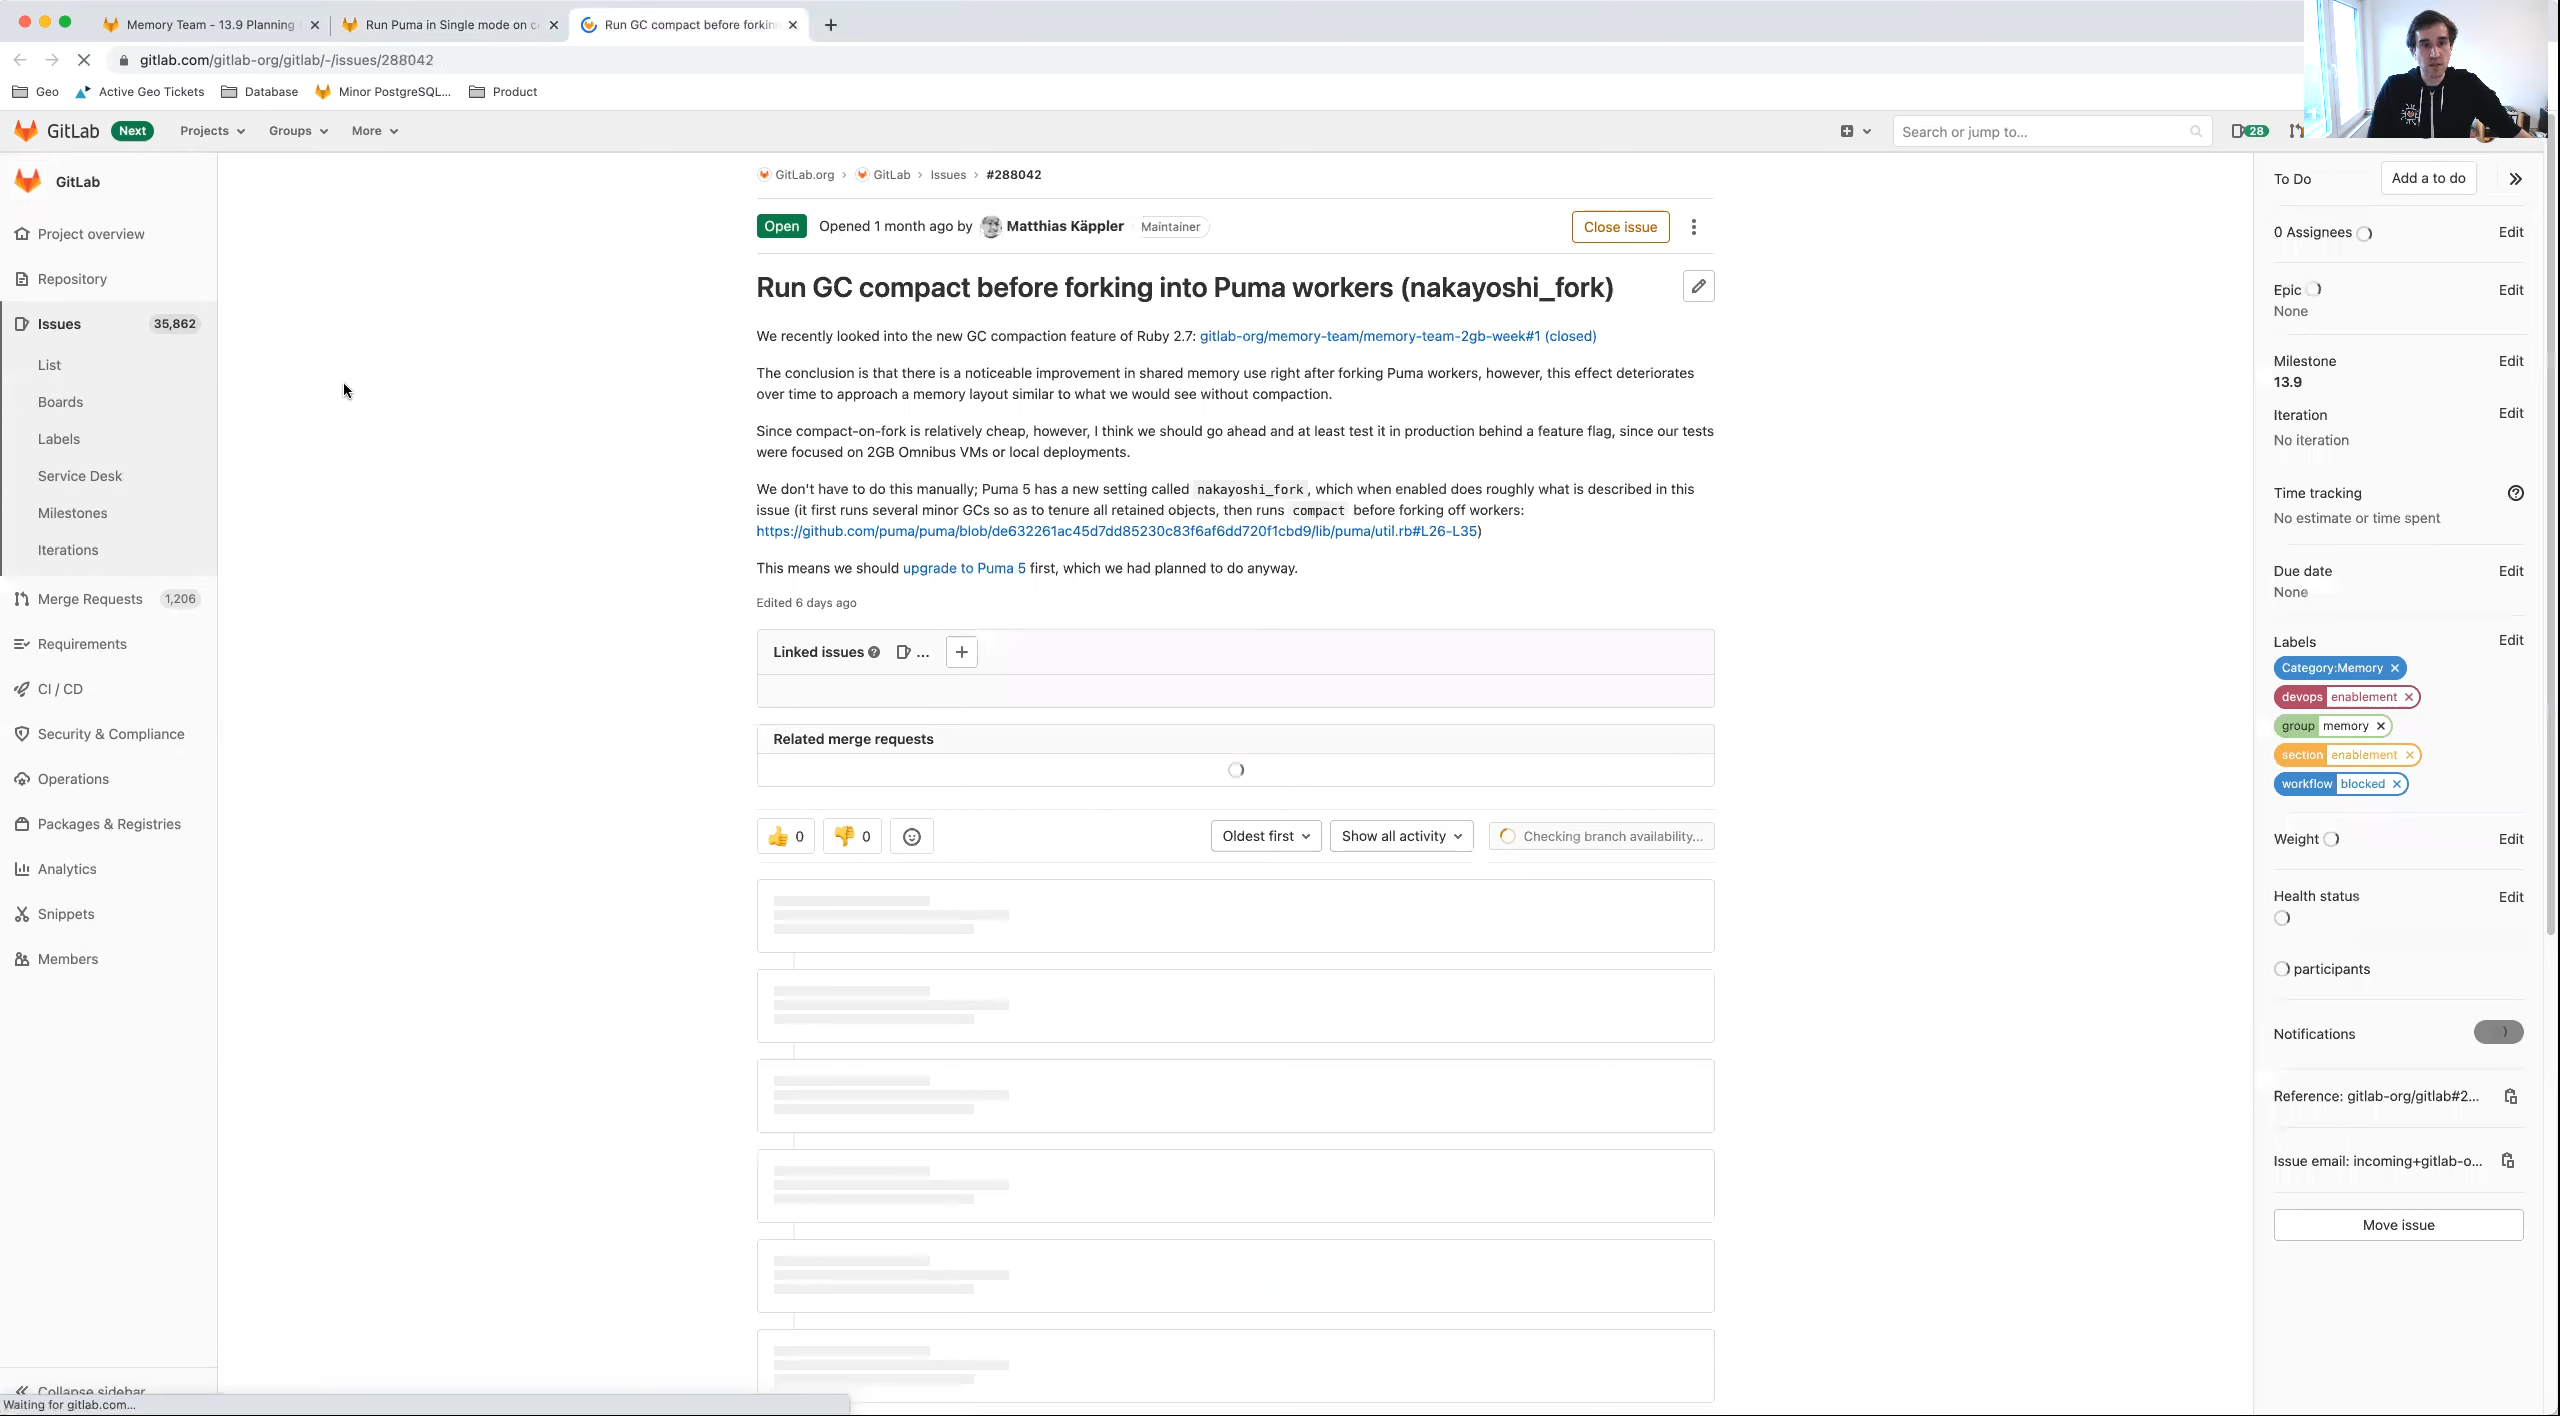 Memory Team - 13.9 Planning
Run Puma in Single mode on c
Run GC compact before forkin
gitlab.com/gitlab-org/gitlab/-/issues/288042
Geo
Active Geo Tickets
Database
Minor PostgreSQL...
Product
GitLab
Next
Projects
Groups
More
Search or jump to...
28
GitLab
Project overview
Repository
Issues 35,862
List
Boards
Labels
Service Desk
Milestones
Iterations
Merge Requests 1,206
Requirements
CI / CD
Security & Compliance
Operations
Packages & Registries
Analytics
Snippets
Members
Collapse sidebar
Waiting for gitlab.com...
GitLab.org › GitLab › Issues › #288042
Open Opened 1 month ago by Matthias Käppler Maintainer
Close issue
Run GC compact before forking into Puma workers (nakayoshi_fork)
We recently looked into the new GC compaction feature of Ruby 2.7: gitlab-org/memory-team/memory-team-2gb-week#1 (closed)
The conclusion is that there is a noticeable improvement in shared memory use right after forking Puma workers, however, this effect deteriorates
over time to approach a memory layout similar to what we would see without compaction.
Since compact-on-fork is relatively cheap, however, I think we should go ahead and at least test it in production behind a feature flag, since our tests
were focused on 2GB Omnibus VMs or local deployments.
We don't have to do this manually; Puma 5 has a new setting called nakayoshi_fork, which when enabled does roughly what is described in this
issue (it first runs several minor GCs so as to tenure all retained objects, then runs compact before forking off workers:
https://github.com/puma/puma/blob/de632261ac45d7dd85230c83f6af6dd720f1cbd9/lib/puma/util.rb#L26-L35)
This means we should upgrade to Puma 5 first, which we had planned to do anyway.
Edited 6 days ago
Linked issues ...
Related merge requests
0
0
Oldest first
Show all activity
Checking branch availability...
To Do
Add a to do
0 Assignees
Edit
Epic
Edit
None
Milestone
Edit
13.9
Iteration
Edit
No iteration
Time tracking
No estimate or time spent
Due date
Edit
None
Labels
Edit
Category:Memory
devops enablement
group memory
section enablement
workflow blocked
Weight
Edit
Health status
Edit
participants
Notifications
Reference: gitlab-org/gitlab#2...
Issue email: incoming+gitlab-o...
Move issue